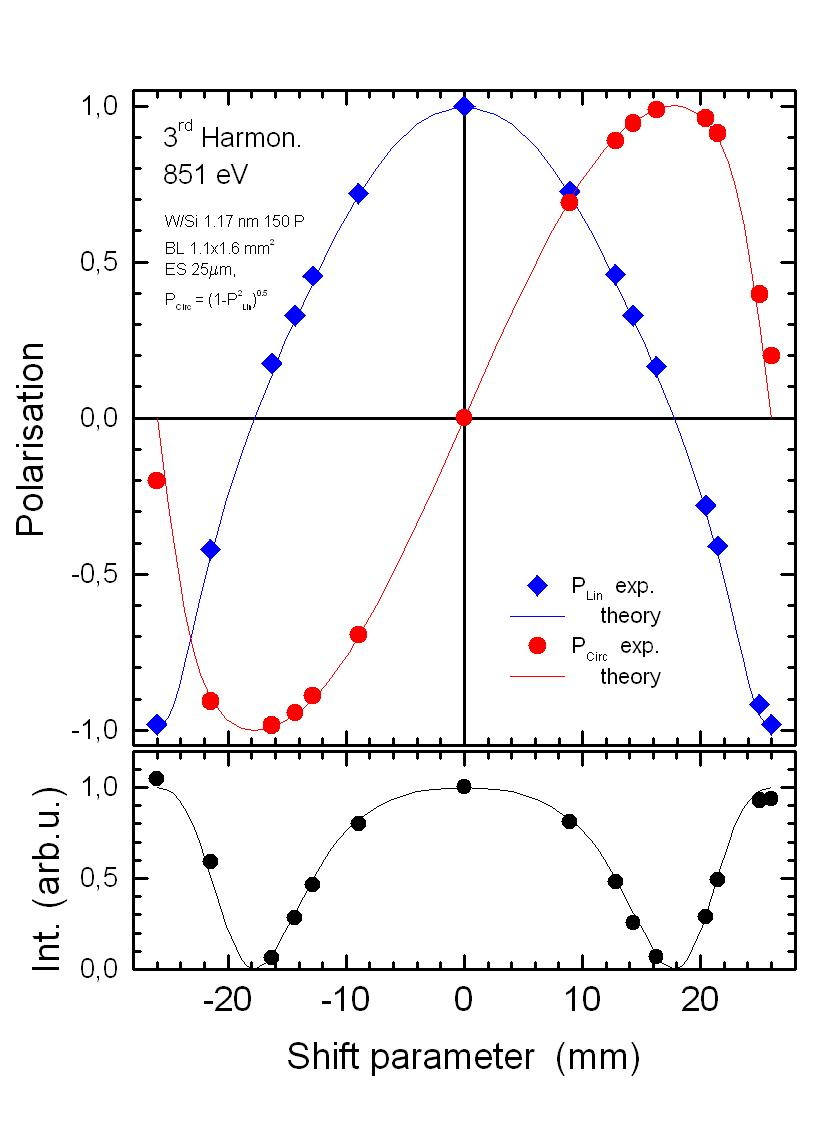 1,0
0,5
0,0
-0,5
-1,0
Polarisation
3rd Harmon.
851 eV
W/Si 1.17 nm 150 P
BL 1.1x1.6 mm2
ES 25μm,
PCirc = (1-P2Lin)0.5
PLin exp.
theory
PCirc exp.
theory
1,0
0,5
0,0
Int. (arb.u.)
-20 -10 0 10 20
Shift parameter (mm)